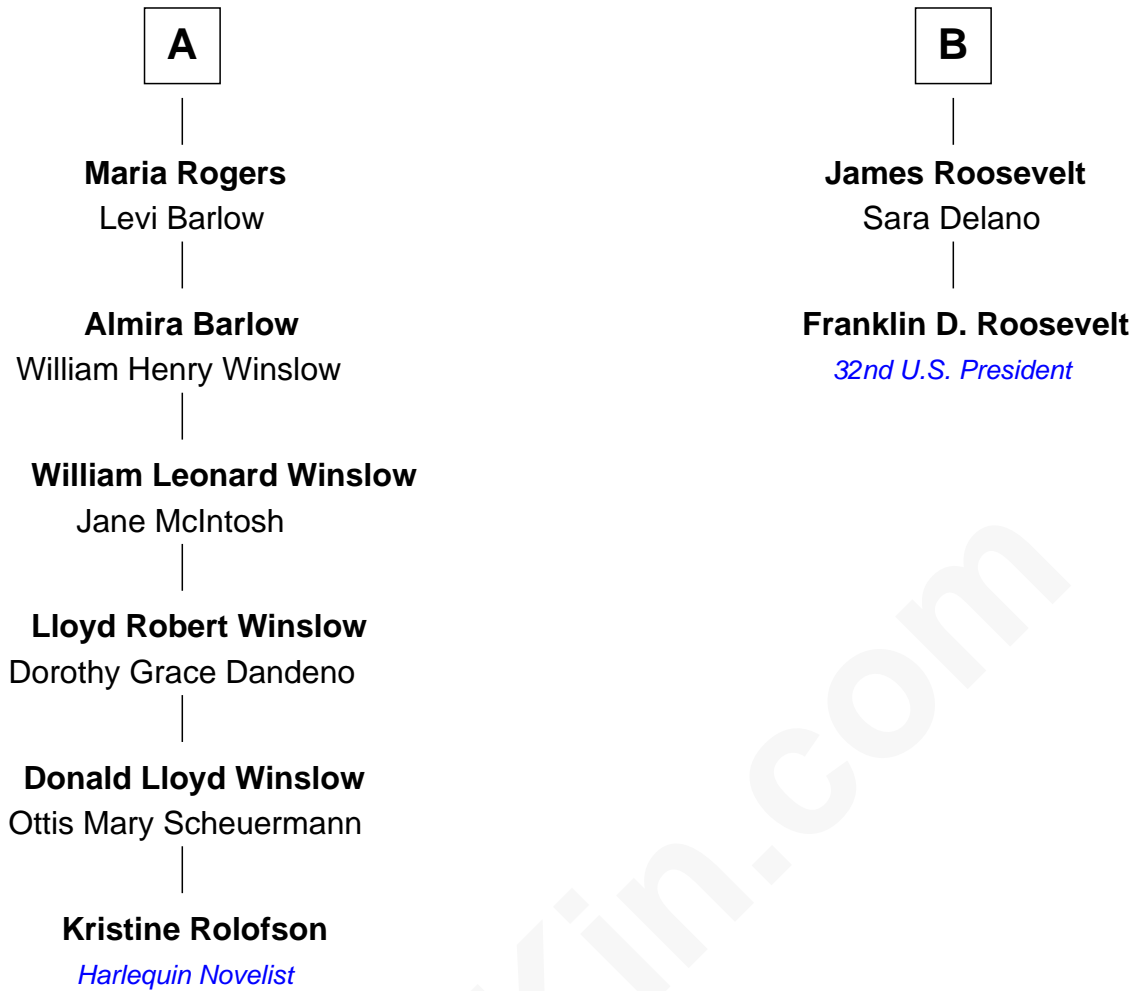 A
Maria Rogers
Levi Barlow
Almira Barlow
William Henry Winslow
William Leonard Winslow
Jane McIntosh
Lloyd Robert Winslow
Dorothy Grace Dandeno
Donald Lloyd Winslow
Ottis Mary Scheuermann
Kristine Rolofson
Harlequin Novelist
B
James Roosevelt
Sara Delano
Franklin D. Roosevelt
32nd U.S. President
Kin.com